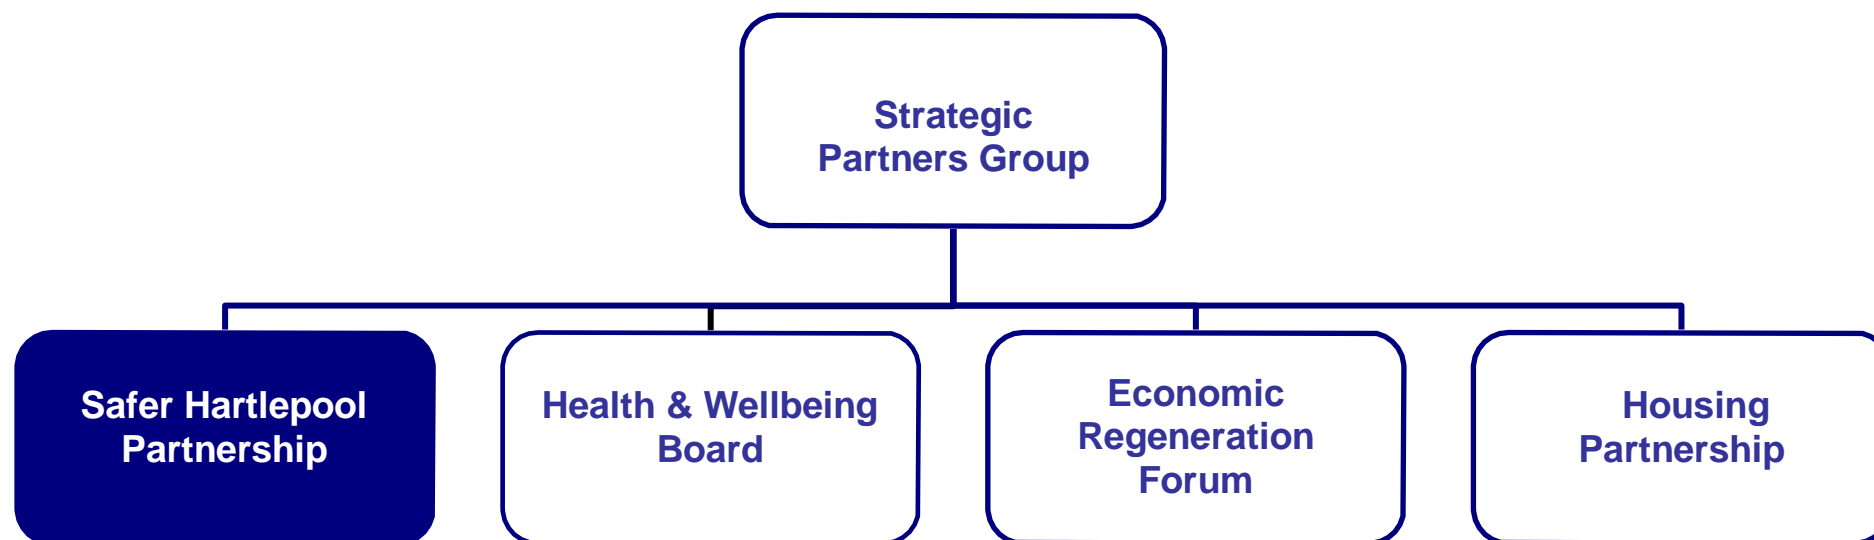 Strategic
Partners Group
Safer Hartlepool
Partnership
Health & Wellbeing
Board
Economic
Regeneration
Forum
Housing
Partnership